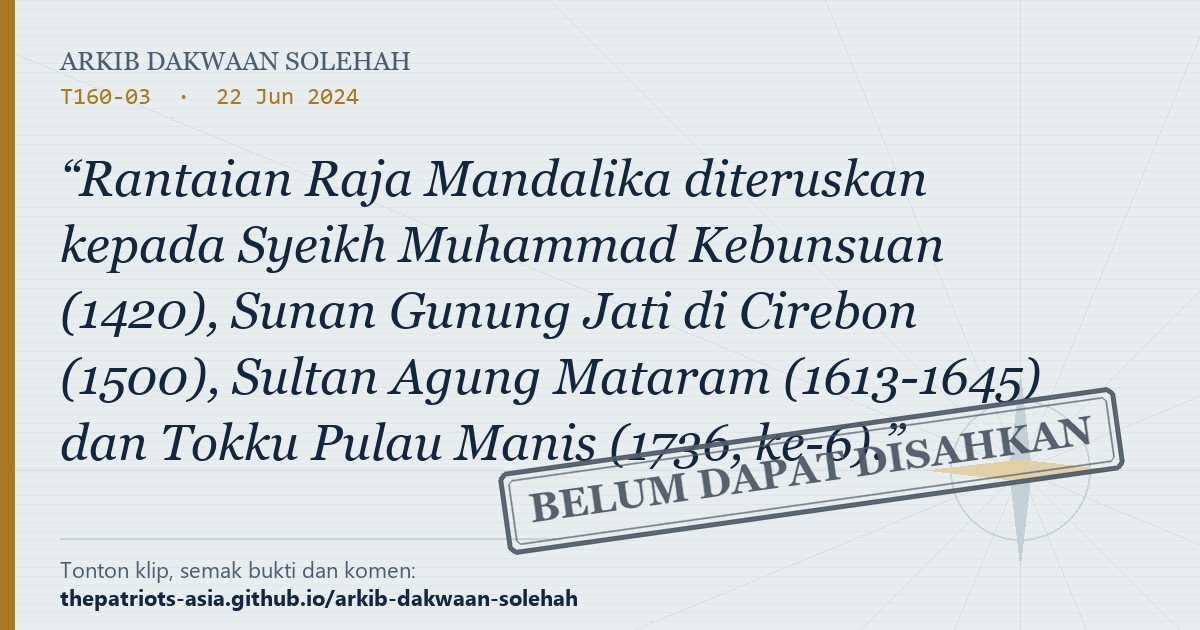 ARKIB DAKWAAN SOLEHAH
T160-03 · 22 Jun 2024
“Rantaian Raja Mandalika diteruskan
kepada Syeikh Muhammad Kebunsuan
(1420), Sunan Gunung Jati di Cirebon
(1500), Sultan Agung Mataram (1613-1645)
dan Tokku Pulau Manis (1736, ke-6).”
BELUM DAPAT DISAHKAN
Tonton klip, semak bukti dan komen:
thepatriots-asia.github.io/arkib-dakwaan-solehah